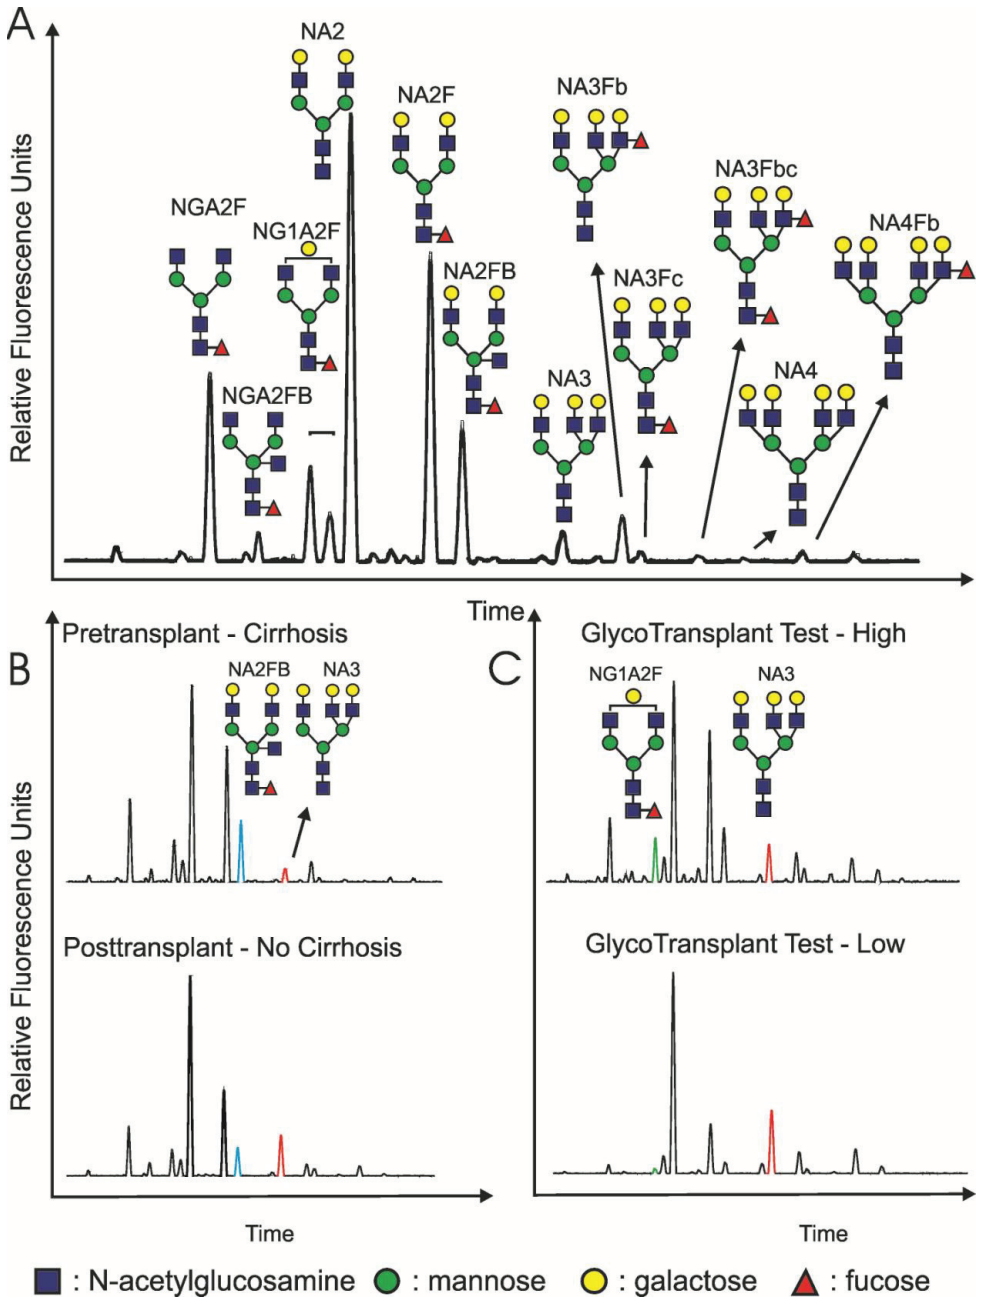 A
Relative Fluorescence Units
NA2
NA2F
NA3Fb
NA3Fbc
NGA2F
NG1A2F
NA4Fb
NA2FB
NA3Fc
NA3
NA4
NGA2FB
Time
B
Pretransplant - Cirrhosis
NA2FB
NA3
Relative Fluorescence Units
Posttransplant - No Cirrhosis
Time
C
GlycoTransplant Test - High
NG1A2F
NA3
GlycoTransplant Test - Low
Time
: N-acetylglucosamine : mannose : galactose : fucose